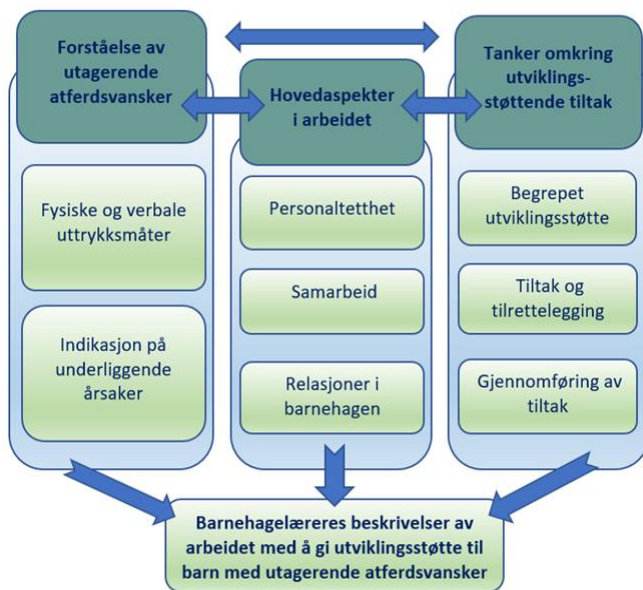 Forståelse av
utagerende
atferdsvansker
Fysiske og verbale
uttrykksmåter
Indikasjon på
underliggende
årsaker
Hovedaspekter
i arbeidet
Personaltetthet
Samarbeid
Relasjoner i
barnehagen
Tanker omkring
utviklings-
støttende tiltak
Begrepet
utviklingsstøtte
Tiltak og
tilrettelegging
Gjennomføring av
tiltak
Barnehagelæreres beskrivelser av
arbeidet med å gi utviklingsstøtte til
barn med utagerende atferdsvansker